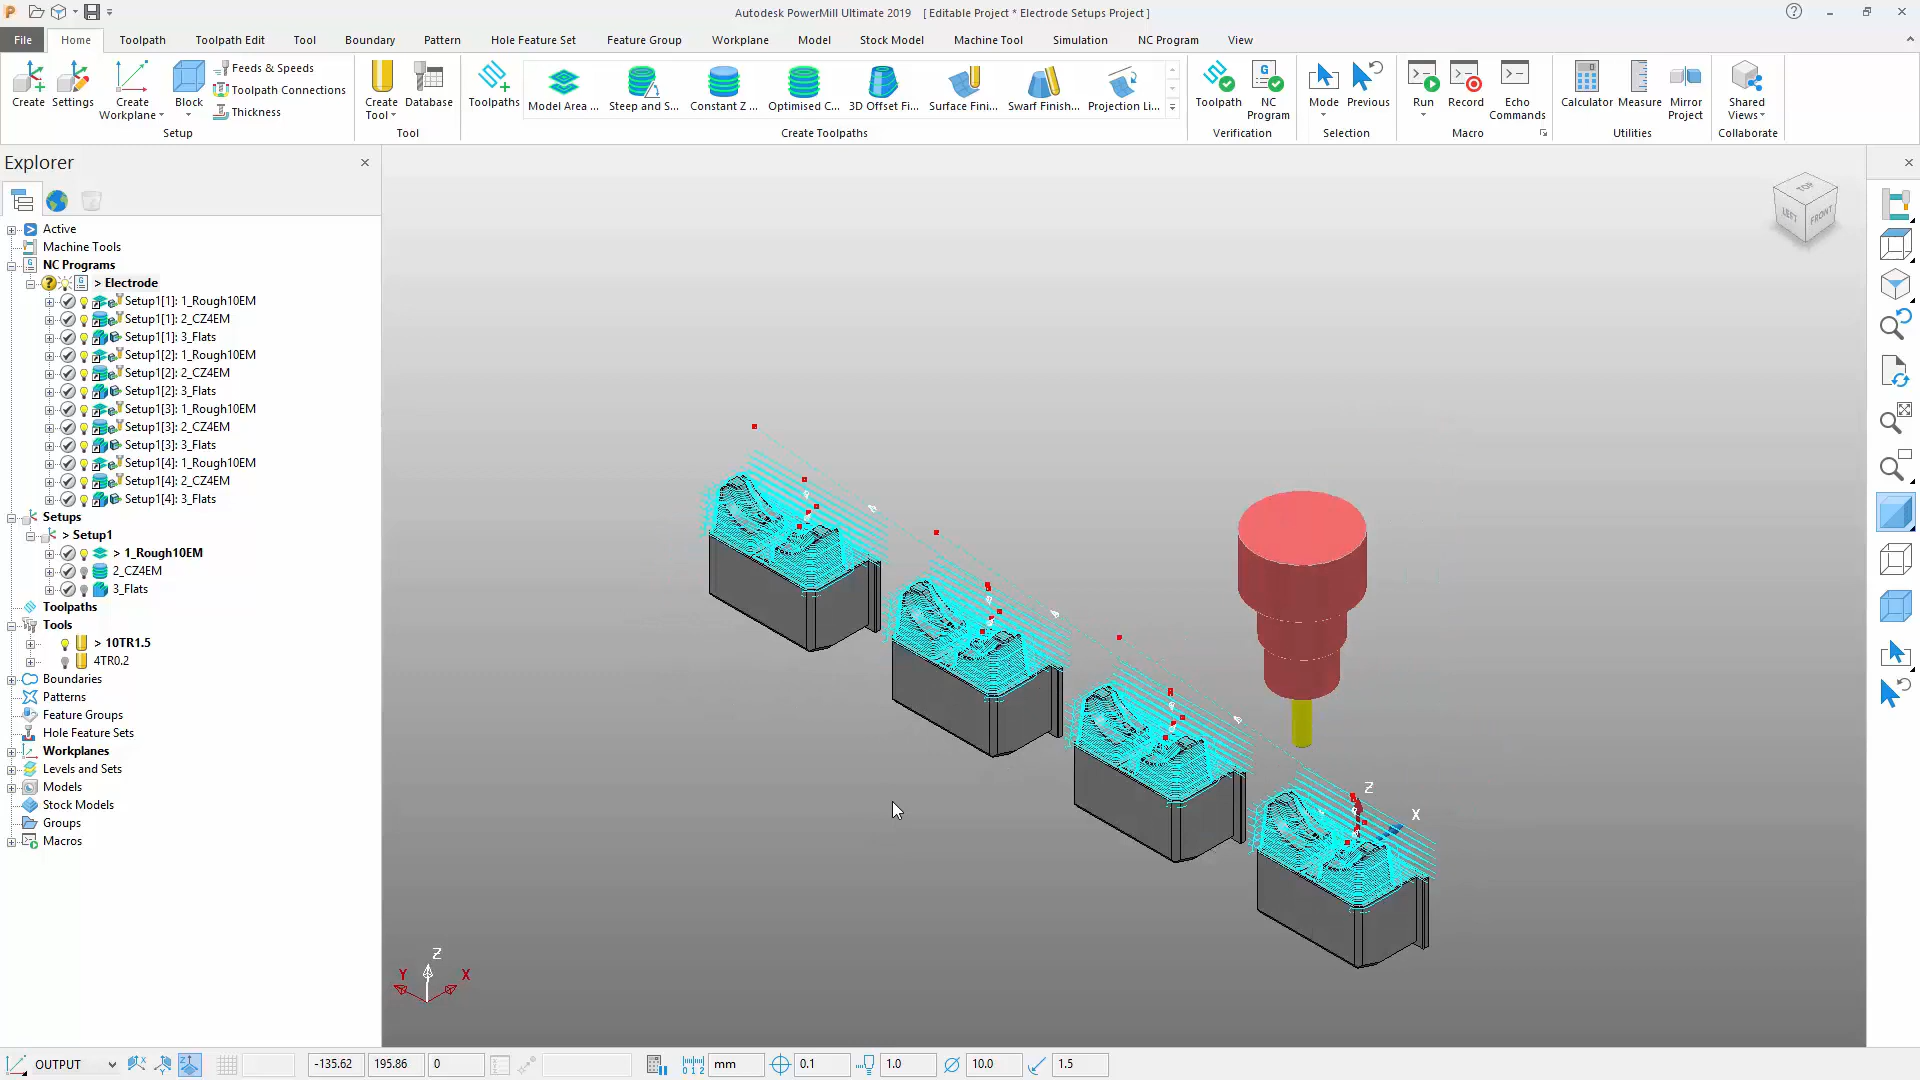 Autodesk PowerMill Ultimate 2019 [ Editable Project * Electrode Setups Project ]
File Home Toolpath Toolpath Edit Tool Boundary Pattern Hole Feature Set Feature Group Workplane Model Stock Model Machine Tool Simulation NC Program View
Create Settings Create Workplane Block Feeds & Speeds
Toolpath Connections
Thickness
Setup
Create Tool Database
Tool
Toolpaths Model Area ... Steep and S... Constant Z ... Optimised C... 3D Offset Fi... Surface Fini... Swarf Finish... Projection Li...
Create Toolpaths
Toolpath NC Program
Verification
Mode Previous
Selection
Run Record Echo Commands
Macro
Calculator Measure Mirror Project
Utilities
Shared Views
Collaborate
Explorer
Active
Machine Tools
NC Programs
> Electrode
Setup1[1]: 1_Rough10EM
Setup1[1]: 2_CZ4EM
Setup1[1]: 3_Flats
Setup1[2]: 1_Rough10EM
Setup1[2]: 2_CZ4EM
Setup1[2]: 3_Flats
Setup1[3]: 1_Rough10EM
Setup1[3]: 2_CZ4EM
Setup1[3]: 3_Flats
Setup1[4]: 1_Rough10EM
Setup1[4]: 2_CZ4EM
Setup1[4]: 3_Flats
Setups
> Setup1
> 1_Rough10EM
2_CZ4EM
3_Flats
Toolpaths
Tools
> 10TR1.5
4TR0.2
Boundaries
Patterns
Feature Groups
Hole Feature Sets
Workplanes
Levels and Sets
Models
Stock Models
Groups
Macros
TOP
LEFT FRONT
Z
X
Z
Y X
OUTPUT -135.62 195.86 0 mm 0.1 1.0 10.0 1.5